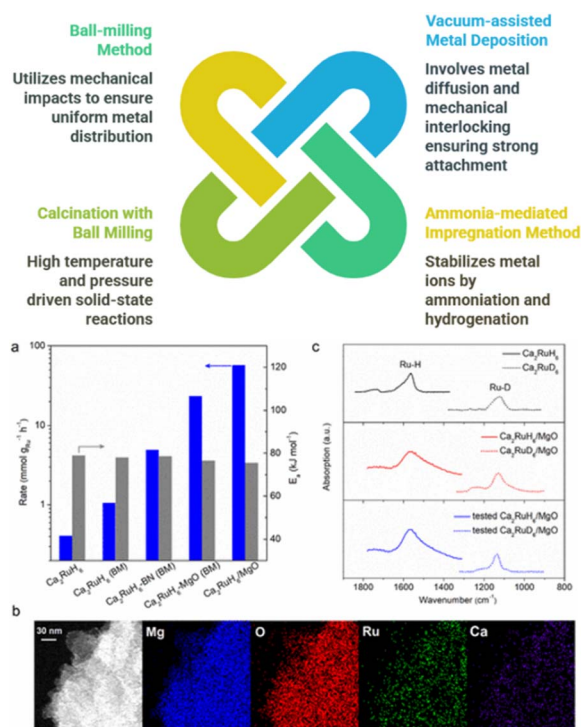 Ball-milling
Method
Utilizes mechanical
impacts to ensure
uniform metal
distribution
Vacuum-assisted
Metal Deposition
Involves metal
diffusion and
mechanical
interlocking
ensuring strong
attachment
Calcination with
Ball Milling
High temperature
and pressure
driven solid-state
reactions
Ammonia-mediated
Impregnation Method
Stabilizes metal
ions by
ammoniation and
hydrogenation
a
100
10
1
Rate (mmol g_Ru⁻¹ h⁻¹)
120
100
80
60
40
Eₐ (kJ mol⁻¹)
Ca₂RuH₆
Ca₂RuH₆ (BM)
Ca₂RuH₆-BN (BM)
Ca₂RuH₆-MgO (BM)
Ca₂RuH₆/MgO
c
Ru-H
Ca₂RuH₆
Ca₂RuD₆
Ru-D
Ca₂RuH₆/MgO
Ca₂RuD₆/MgO
tested Ca₂RuH₆/MgO
tested Ca₂RuD₆/MgO
Absorption (a.u.)
1800 1600 1400 1200 1000
Wavenumber (cm⁻¹)
b
30 nm
Mg
O
Ru
Ca